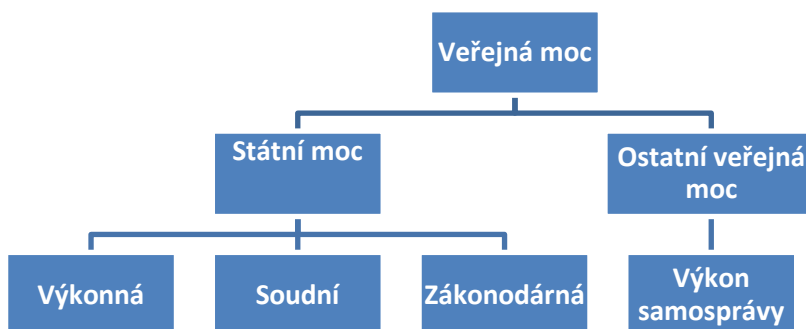 Veřejná moc
Státní moc
Ostatní veřejná
moc
Výkonná
Soudní
Zákonodárná
Výkon
samosprávy